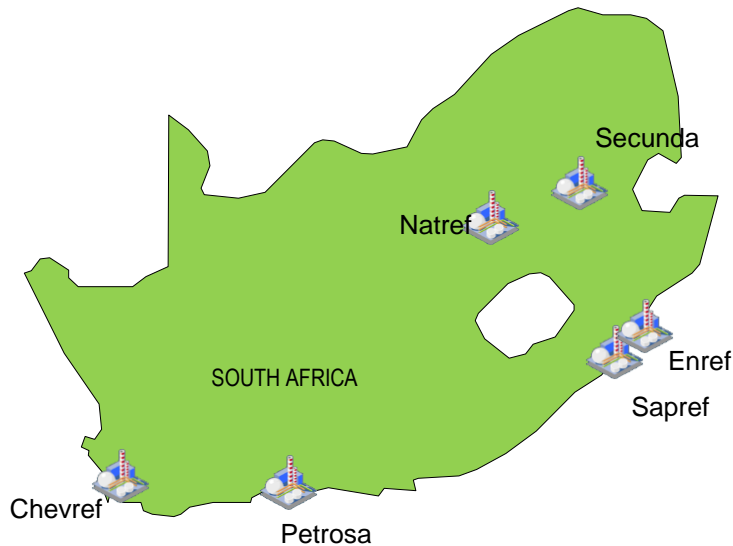 Secunda
Natref
Enref
SOUTH AFRICA
Sapref
Chevref
Petrosa